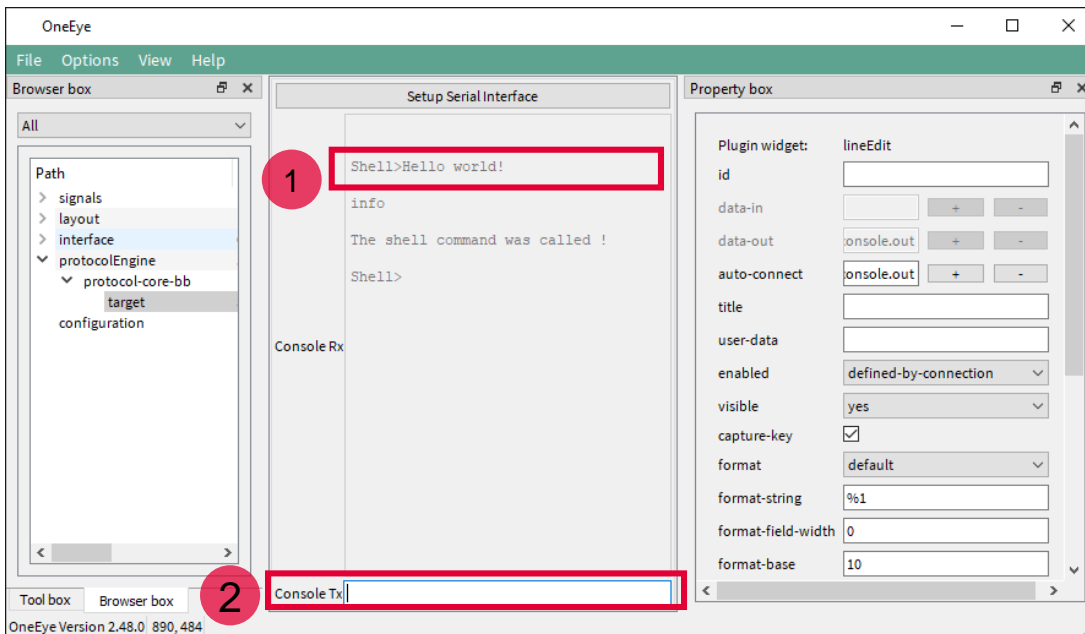 OneEye
File Options View Help
Browser box
All
Path
signals
layout
interface
protocolEngine
protocol-core-bb
target
configuration
Tool box Browser box
OneEye Version 2.48.0 890, 484
Setup Serial Interface
1
Shell>Hello world!
info
The shell command was called !
Shell>
Console Rx
2
Console Tx
Property box
Plugin widget: lineEdit
id
data-in + -
data-out :onsole.out + -
auto-connect :onsole.out + -
title
user-data
enabled defined-by-connection
visible yes
capture-key
format default
format-string %1
format-field-width 0
format-base 10